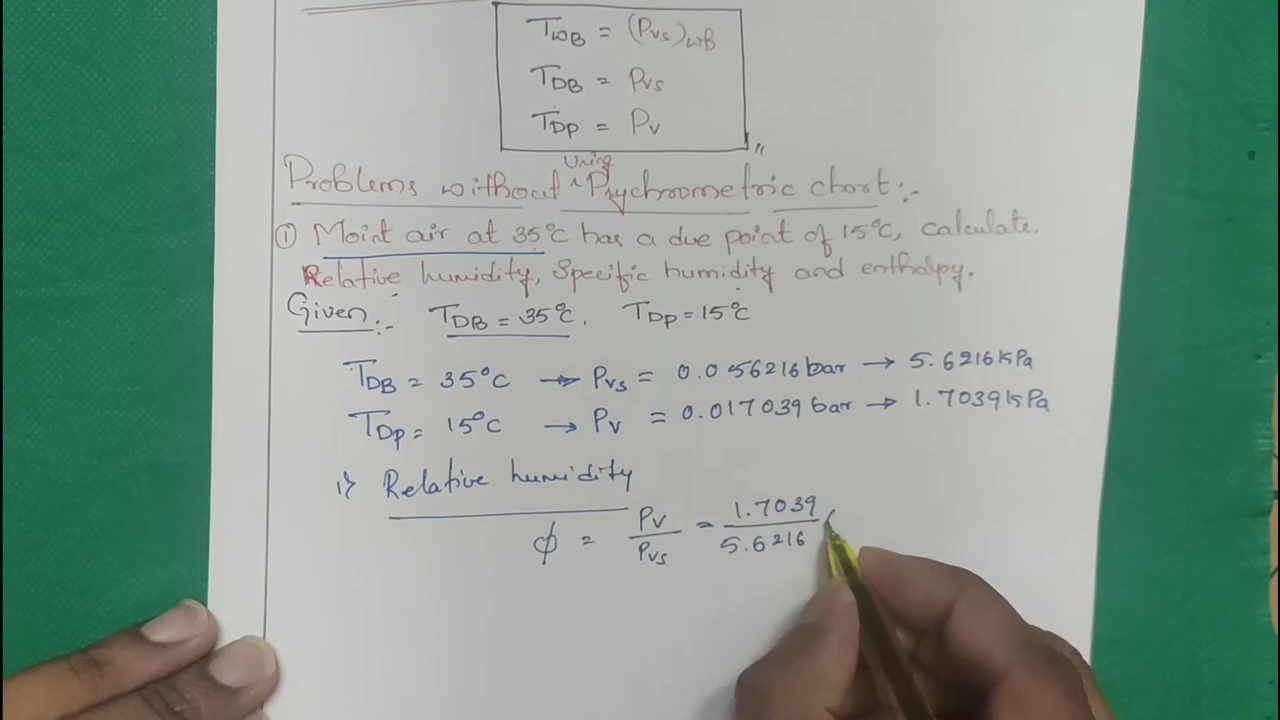 TWB = (Pvs)WB
TDB = Pvs
TDP = Pv
Using
Problems without ^ Psychrometric chart:-
① Moint air at 35°C has a due point of 15°C, calculate.
Relative humidity, Specific humidity and enthalpy.
Given:- TDB = 35°C. TDP = 15°C
TDB = 35°C → Pvs = 0.056216 bar → 5.6216 kPa
TDP = 15°C → Pv = 0.017039 bar → 1.7039 kPa
1) Relative humidity
ϕ = Pv/Pvs = 1.7039/5.6216